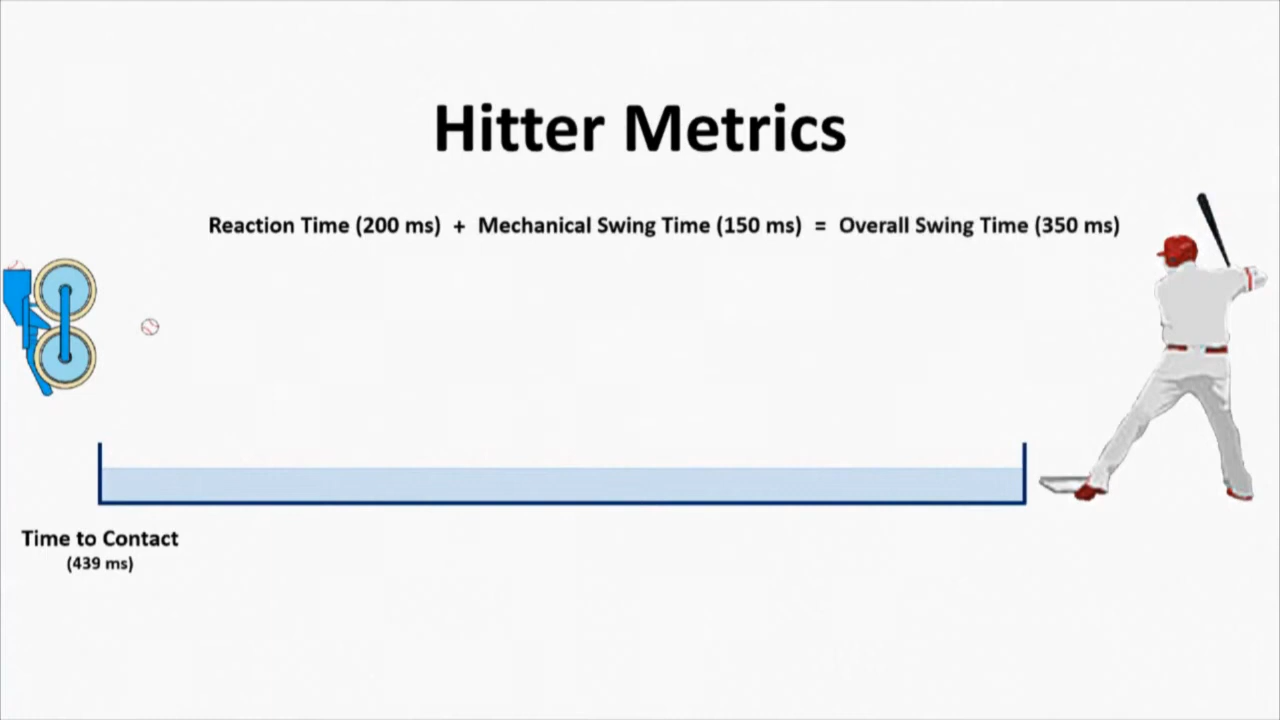 Hitter Metrics
Reaction Time (200 ms) + Mechanical Swing Time (150 ms) = Overall Swing Time (350 ms)
Time to Contact
(439 ms)